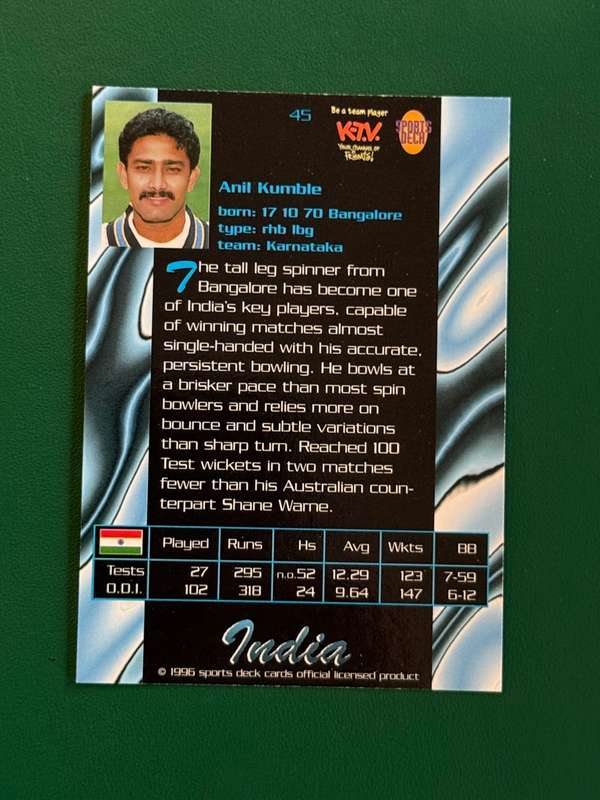 45
Be a team player
K-T.V.
YOUR CHANNEL OF
FRIENDS!
SPORTS
DECK
Anil Kumble
born: 17 10 70 Bangalore
type: rhb lbg
team: Karnataka
The tall leg spinner from
Bangalore has become one
of India's key players, capable
of winning matches almost
single-handed with his accurate,
persistent bowling. He bowls at
a brisker pace than most spin
bowlers and relies more on
bounce and subtle variations
than sharp turn. Reached 100
Test wickets in two matches
fewer than his Australian coun-
terpart Shane Warne.
Played Runs Hs Avg Wkts BB
Tests 27 295 n.o.52 12.29 123 7-59
O.D.I. 102 318 24 9.64 147 6-12
India
© 1996 sports deck cards official licensed product